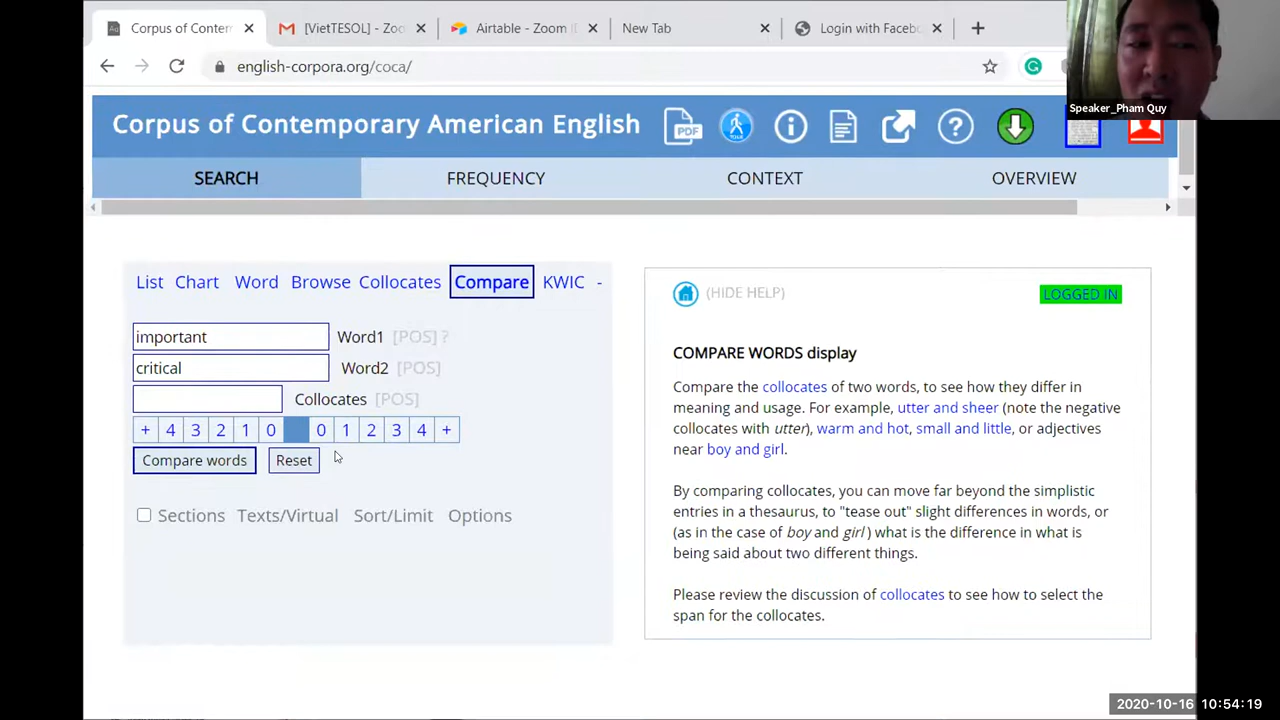 Corpus of Contem
[VietTESOL] - Zoo
Airtable - Zoom I
New Tab
Login with Facebo
english-corpora.org/coca/
Speaker_Pham Quy
Corpus of Contemporary American English
PDF
SEARCH FREQUENCY CONTEXT OVERVIEW
List Chart Word Browse Collocates Compare KWIC -
important Word1 [POS] ?
critical Word2 [POS]
Collocates [POS]
+ 4 3 2 1 0 0 1 2 3 4 +
Compare words Reset
Sections Texts/Virtual Sort/Limit Options
(HIDE HELP) LOGGED IN
COMPARE WORDS display
Compare the collocates of two words, to see how they differ in
meaning and usage. For example, utter and sheer (note the negative
collocates with utter), warm and hot, small and little, or adjectives
near boy and girl.
By comparing collocates, you can move far beyond the simplistic
entries in a thesaurus, to "tease out" slight differences in words, or
(as in the case of boy and girl ) what is the difference in what is
being said about two different things.
Please review the discussion of collocates to see how to select the
span for the collocates.
2020-10-16 10:54:19